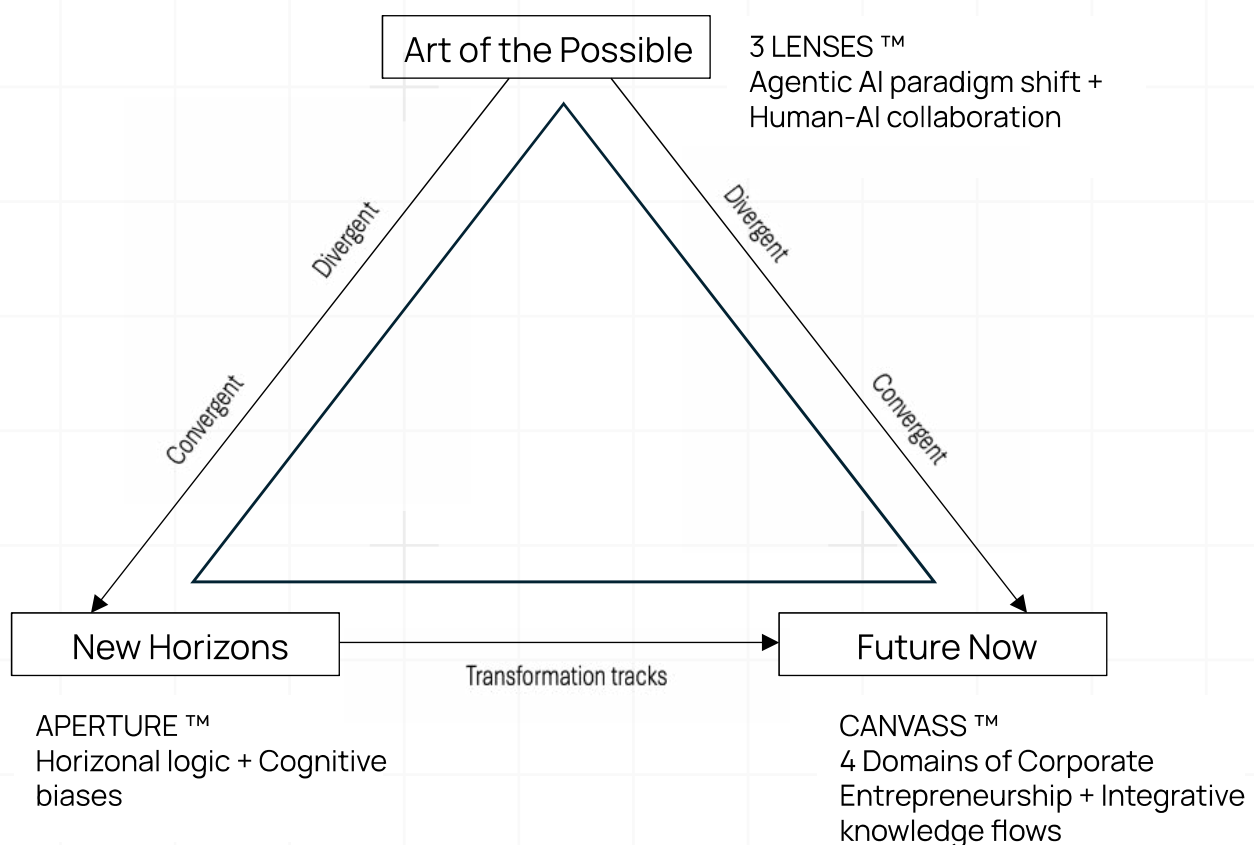 Art of the Possible
3 LENSES ™
Agentic AI paradigm shift +
Human-AI collaboration
Divergent
Divergent
Convergent
Convergent
New Horizons
Future Now
Transformation tracks
APERTURE ™
Horizonal logic + Cognitive
biases
CANVASS ™
4 Domains of Corporate
Entrepreneurship + Integrative
knowledge flows